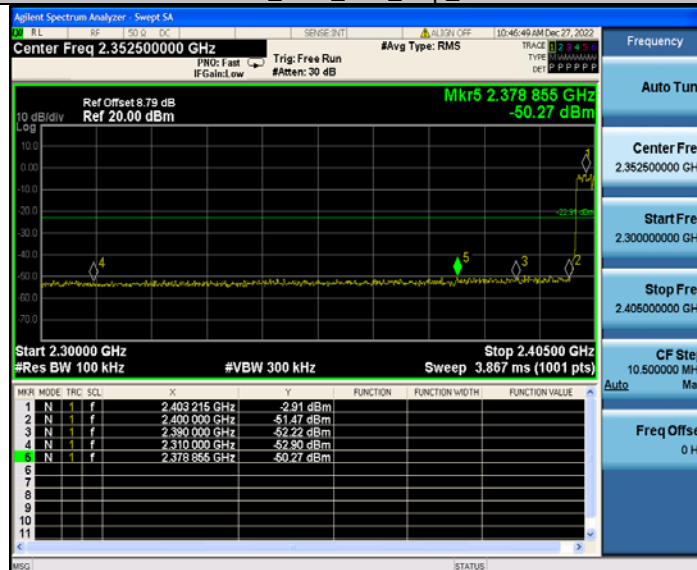 Agilent Spectrum Analyzer - Swept SA
RL RF 50 Ω DC SENSE:INT ALIGN OFF 10:46:49 AM Dec 27, 2022
Center Freq 2.352500000 GHz #Avg Type: RMS TRACE 1 2 3 4 5 6
PNO: Fast Trig: Free Run TYPE M
IFGain:Low #Atten: 30 dB DET P P P P P P
Mkr5 2.378 855 GHz
-50.27 dBm
Ref Offset 8.79 dB
10 dB/div Ref 20.00 dBm
Log
10.0
0.00
-10.0
-20.0
-30.0
-40.0
-50.0
-60.0
-70.0
1
-22.91 dBm
4
5
3
2
Start 2.30000 GHz Stop 2.40500 GHz
#Res BW 100 kHz #VBW 300 kHz Sweep 3.867 ms (1001 pts)
MKR MODE TRC SCL X Y FUNCTION FUNCTION WIDTH FUNCTION VALUE
1 N 1 f 2.403 215 GHz -2.91 dBm
2 N 1 f 2.400 000 GHz -51.47 dBm
3 N 1 f 2.390 000 GHz -52.22 dBm
4 N 1 f 2.310 000 GHz -52.90 dBm
5 N 1 f 2.378 855 GHz -50.27 dBm
6
7
8
9
10
11
MSG STATUS
Frequency
Auto Tun
Center Fre
2.352500000 GH
Start Fre
2.300000000 GH
Stop Fre
2.405000000 GH
CF Ste
10.500000 MH
Auto Ma
Freq Offse
0 H